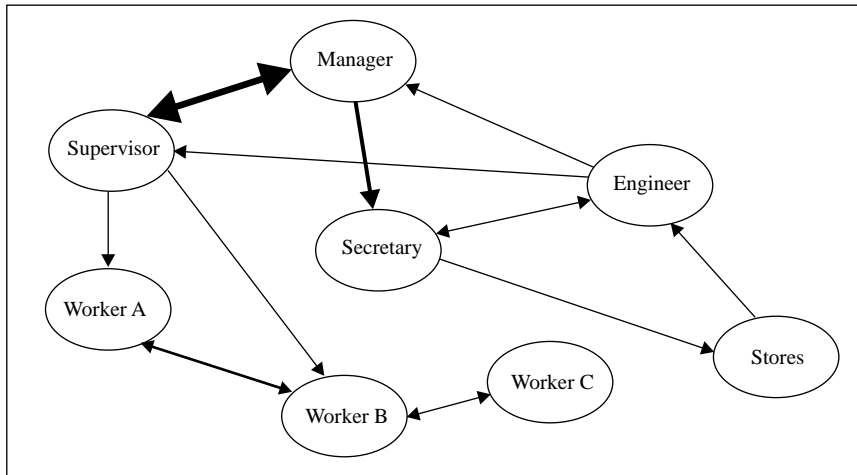 Manager
Supervisor
Engineer
Secretary
Worker A
Stores
Worker C
Worker B